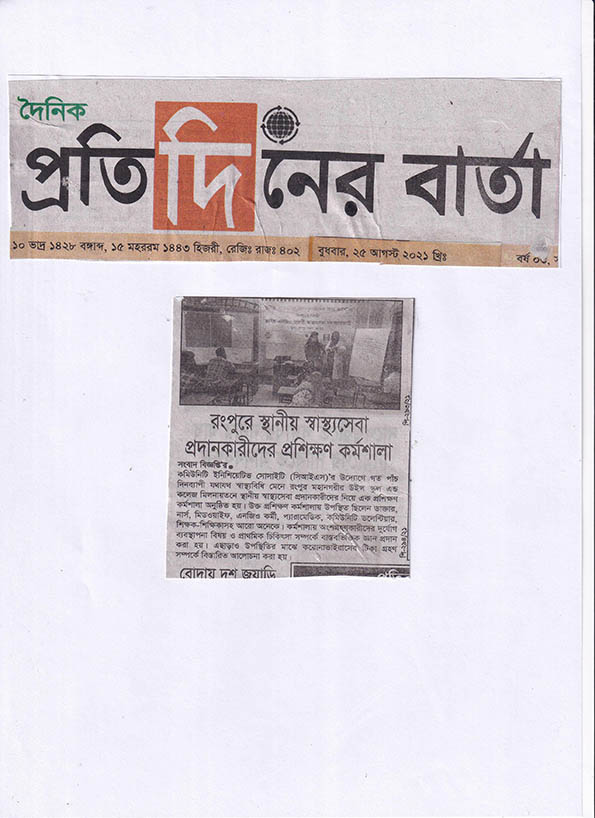 দৈনিক
প্রতিদিনের বার্তা
১০ ভাদ্র ১৪২৮ বঙ্গাব্দ, ১৫ মহররম ১৪৪৩ হিজরী, রেজিঃ রাজঃ ৪০২ বুধবার, ২৫ আগস্ট ২০২১ খ্রিঃ বর্ষ
রংপুরে স্থানীয় স্বাস্থ্যসেবা
প্রদানকারীদের প্রশিক্ষণ কর্মশালা
সংবাদ বিজ্ঞপ্তি'র●
কমিউনিটি ইনিশিয়েটিভ সোসাইটি (সিআইএস)'র উদ্যোগে গত পাঁচ
দিনব্যাপী যথাযথ স্বাস্থ্যবিধি মেনে রংপুর মহানগরীর উইল্স স্কুল এন্ড
কলেজ মিলনায়তনে স্থানীয় স্বাস্থ্যসেবা প্রদানকারীদের নিয়ে এক প্রশিক্ষণ
কর্মশালা অনুষ্ঠিত হয়। উক্ত প্রশিক্ষণ কর্মশালায় উপস্থিত ছিলেন ডাক্তার,
নার্স, মিডওয়াইফ, এনজিও কর্মী, প্যারামেডিক, কমিউনিটি ভলেন্টিয়ার,
শিক্ষক-শিক্ষিকাসহ আরো অনেকে। কর্মশালায় অংশগ্রহণকারীদের দুর্যোগ
ব্যবস্থাপনা বিষয় ও প্রাথমিক চিকিৎসা সম্পর্কে বাস্তবভিত্তিক জ্ঞান প্রদান
করা হয়। এছাড়াও উপস্থিতির মাঝে করোনাভাইরাসের টিকা গ্রহণ
সম্পর্কে বিস্তারিত আলোচনা করা হয়।
বোদায় দশ জুয়াড়ি